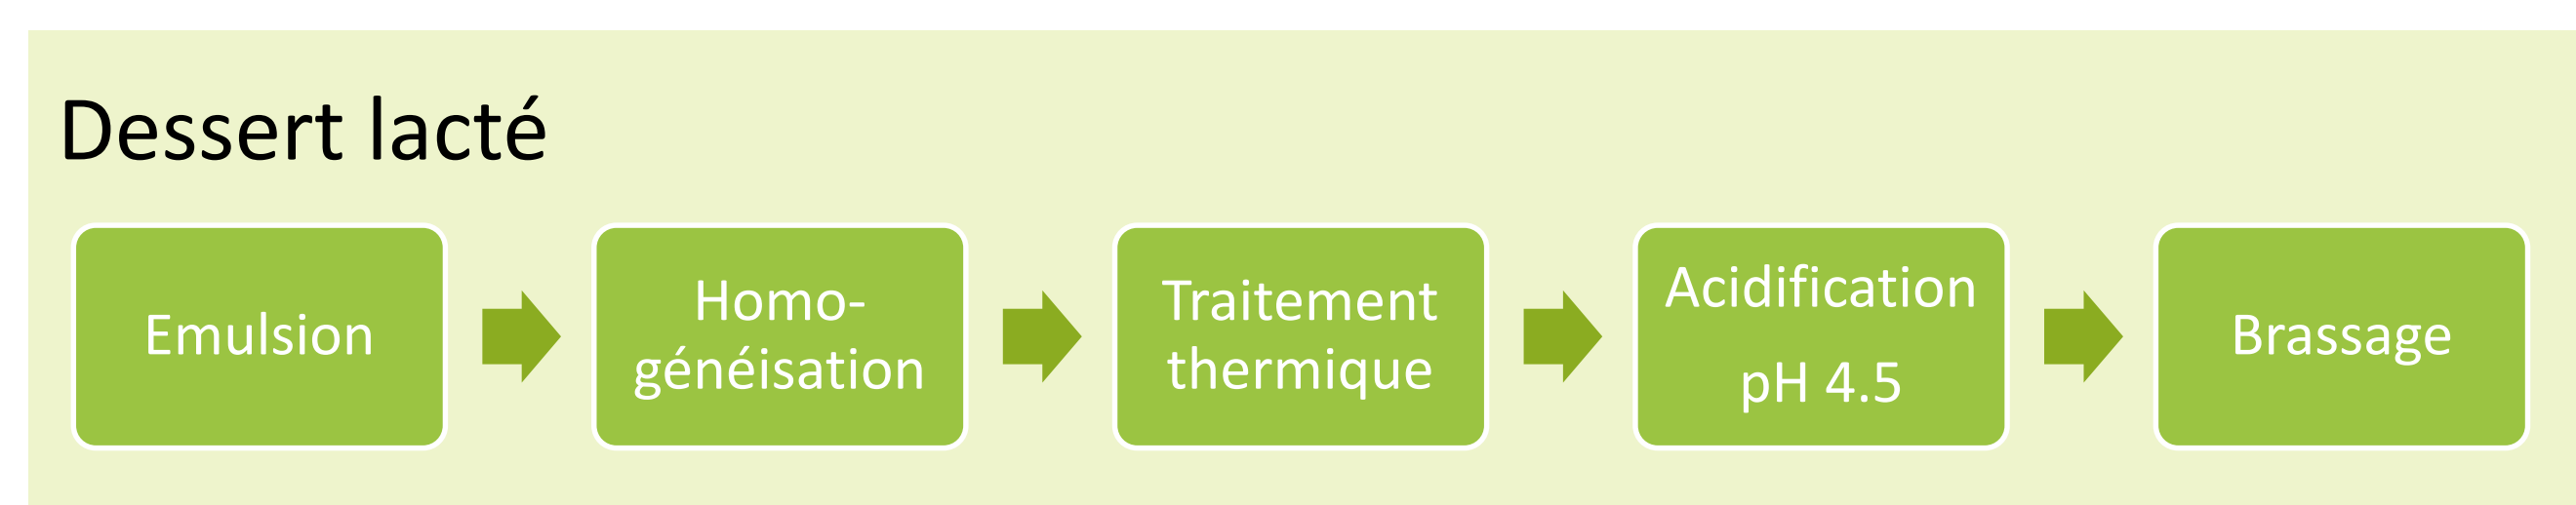 Dessert lacté
Emulsion
Homo-
généisation
Traitement
thermique
Acidification
pH 4.5
Brassage